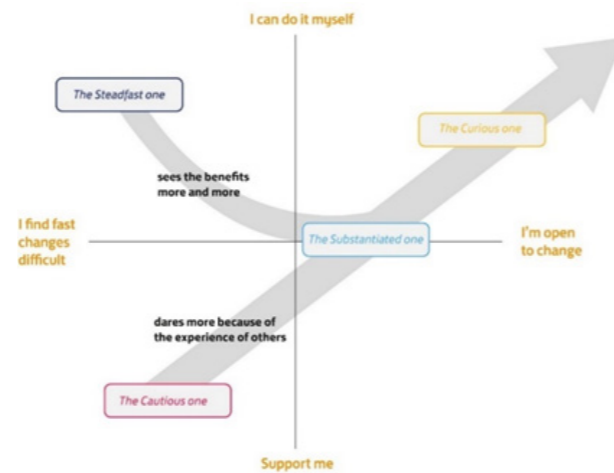 I can do it myself
The Steadfast one
The Curious one
sees the benefits
more and more
I find fast
changes
difficult
The Substantiated one
I'm open
to change
dares more because of
the experience of others
The Cautious one
Support me